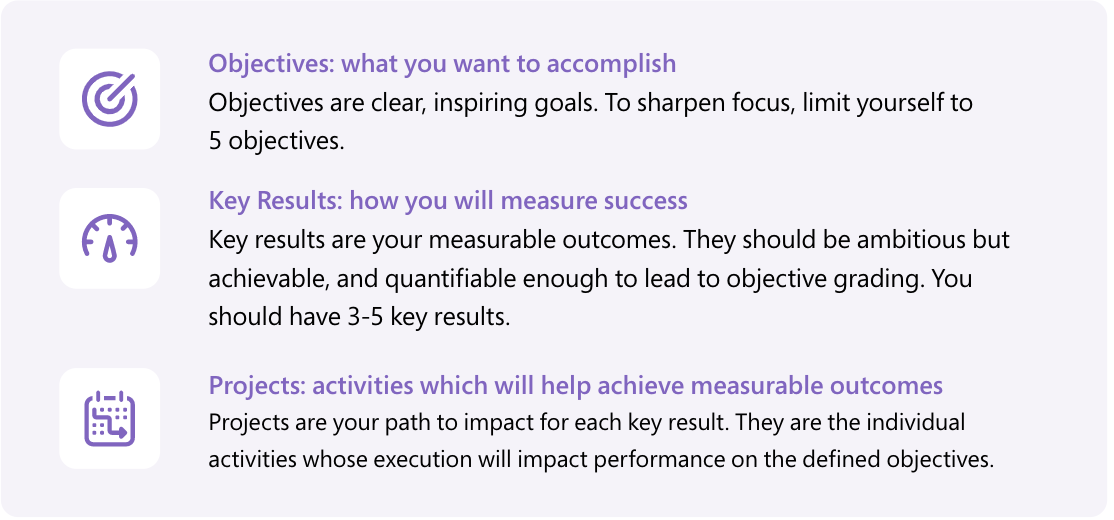 Objectives: what you want to accomplish
Objectives are clear, inspiring goals. To sharpen focus, limit yourself to
5 objectives.
Key Results: how you will measure success
Key results are your measurable outcomes. They should be ambitious but
achievable, and quantifiable enough to lead to objective grading. You
should have 3-5 key results.
Projects: activities which will help achieve measurable outcomes
Projects are your path to impact for each key result. They are the individual
activities whose execution will impact performance on the defined objectives.